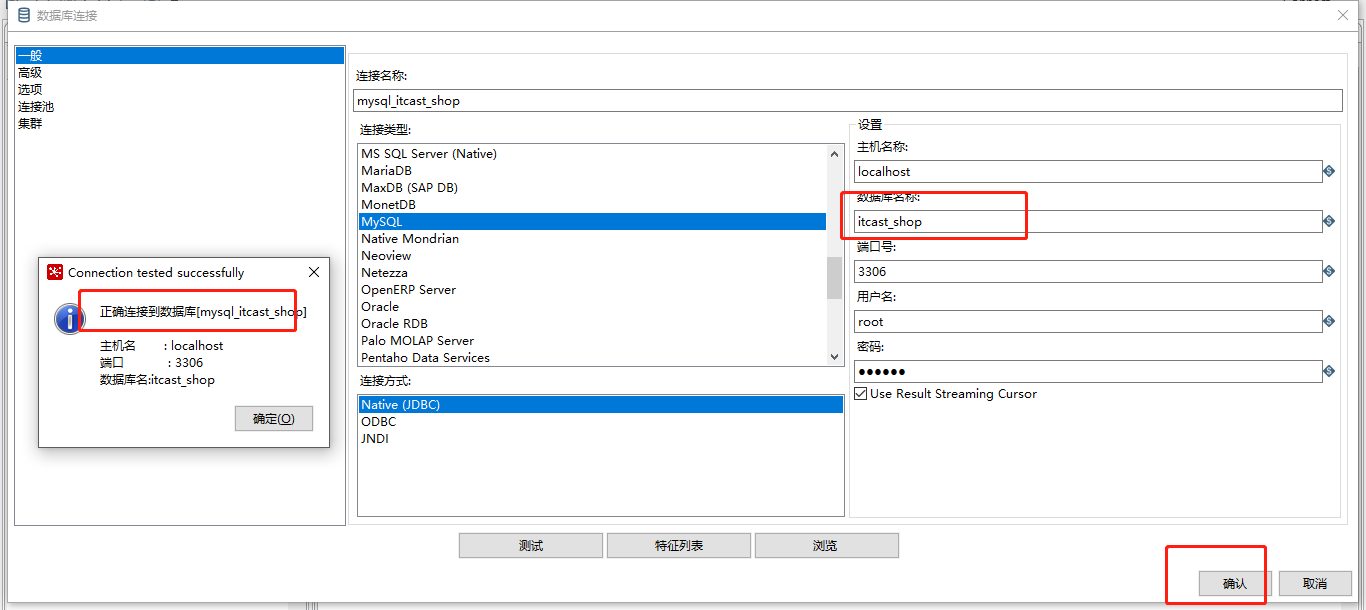 数据库连接
一般
高级
选项
连接池
集群
连接名称:
mysql_itcast_shop
连接类型:
MS SQL Server (Native)
MariaDB
MaxDB (SAP DB)
MonetDB
MySQL
Native Mondrian
Neoview
Netezza
OpenERP Server
Oracle
Oracle RDB
Palo MOLAP Server
Pentaho Data Services
连接方式:
Native (JDBC)
ODBC
JNDI
设置
主机名称:
localhost
数据库名称:
itcast_shop
端口号:
3306
用户名:
root
密码:
●●●●●●
Use Result Streaming Cursor
Connection tested successfully
正确连接到数据库[mysql_itcast_shop]
主机名 : localhost
端口 : 3306
数据库名:itcast_shop
确定(O)
测试
特征列表
浏览
确认
取消